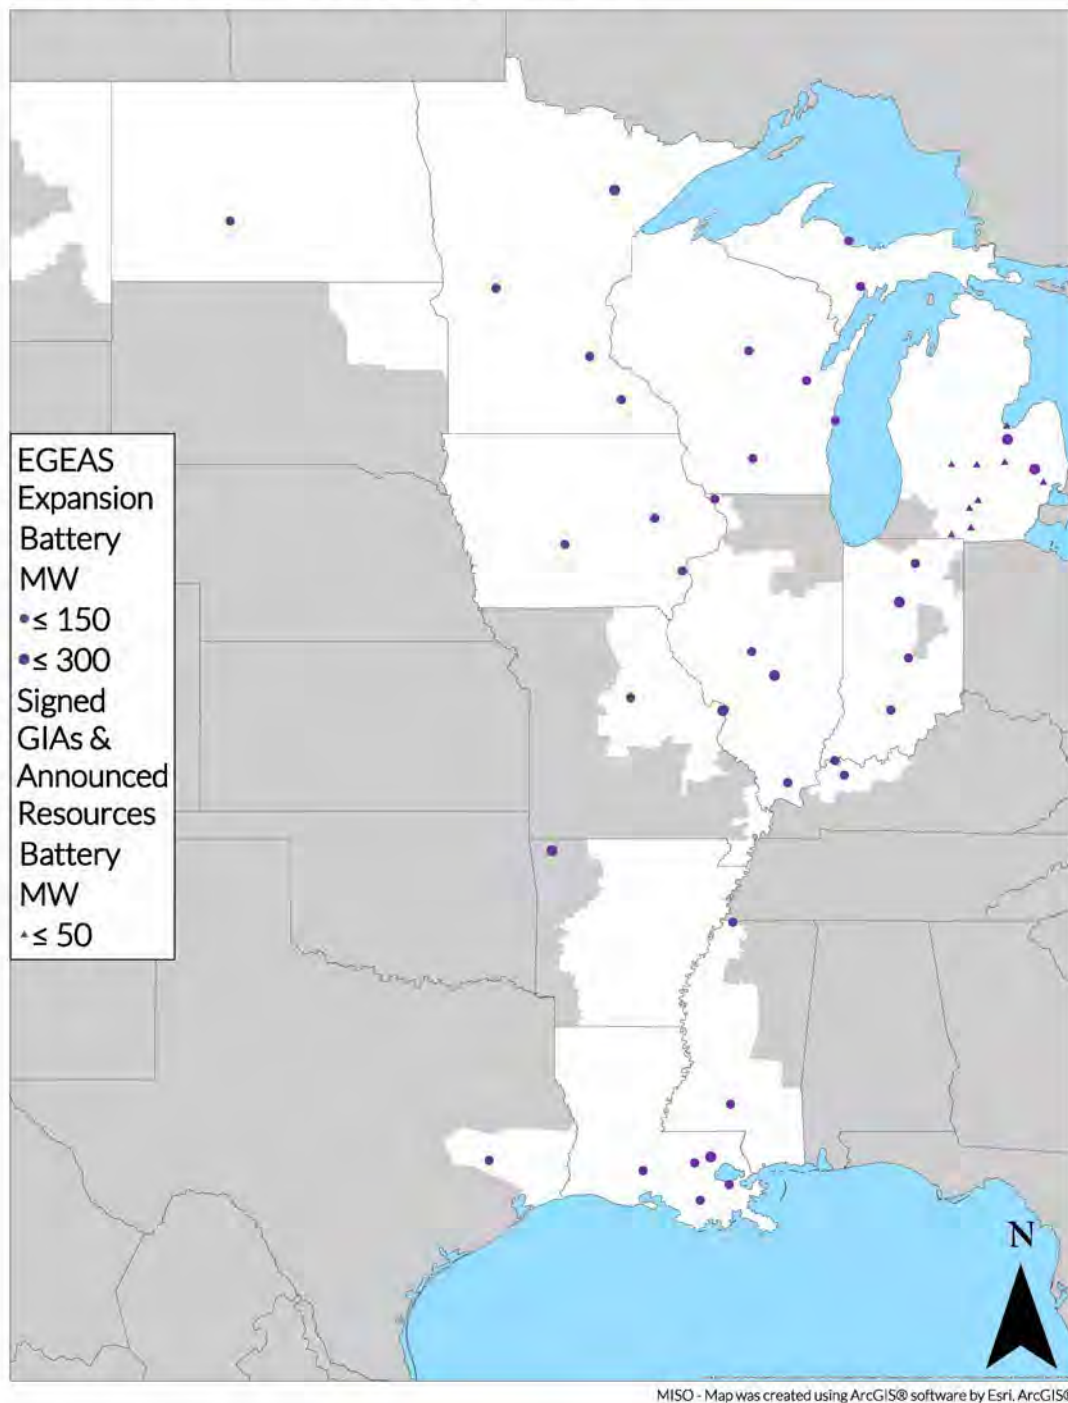 EGEAS
Expansion
Battery
MW
≤ 150
≤ 300
Signed
GIAs &
Announced
Resources
Battery
MW
≤ 50
N
MISO - Map was created using ArcGIS® software by Esri. ArcGIS®